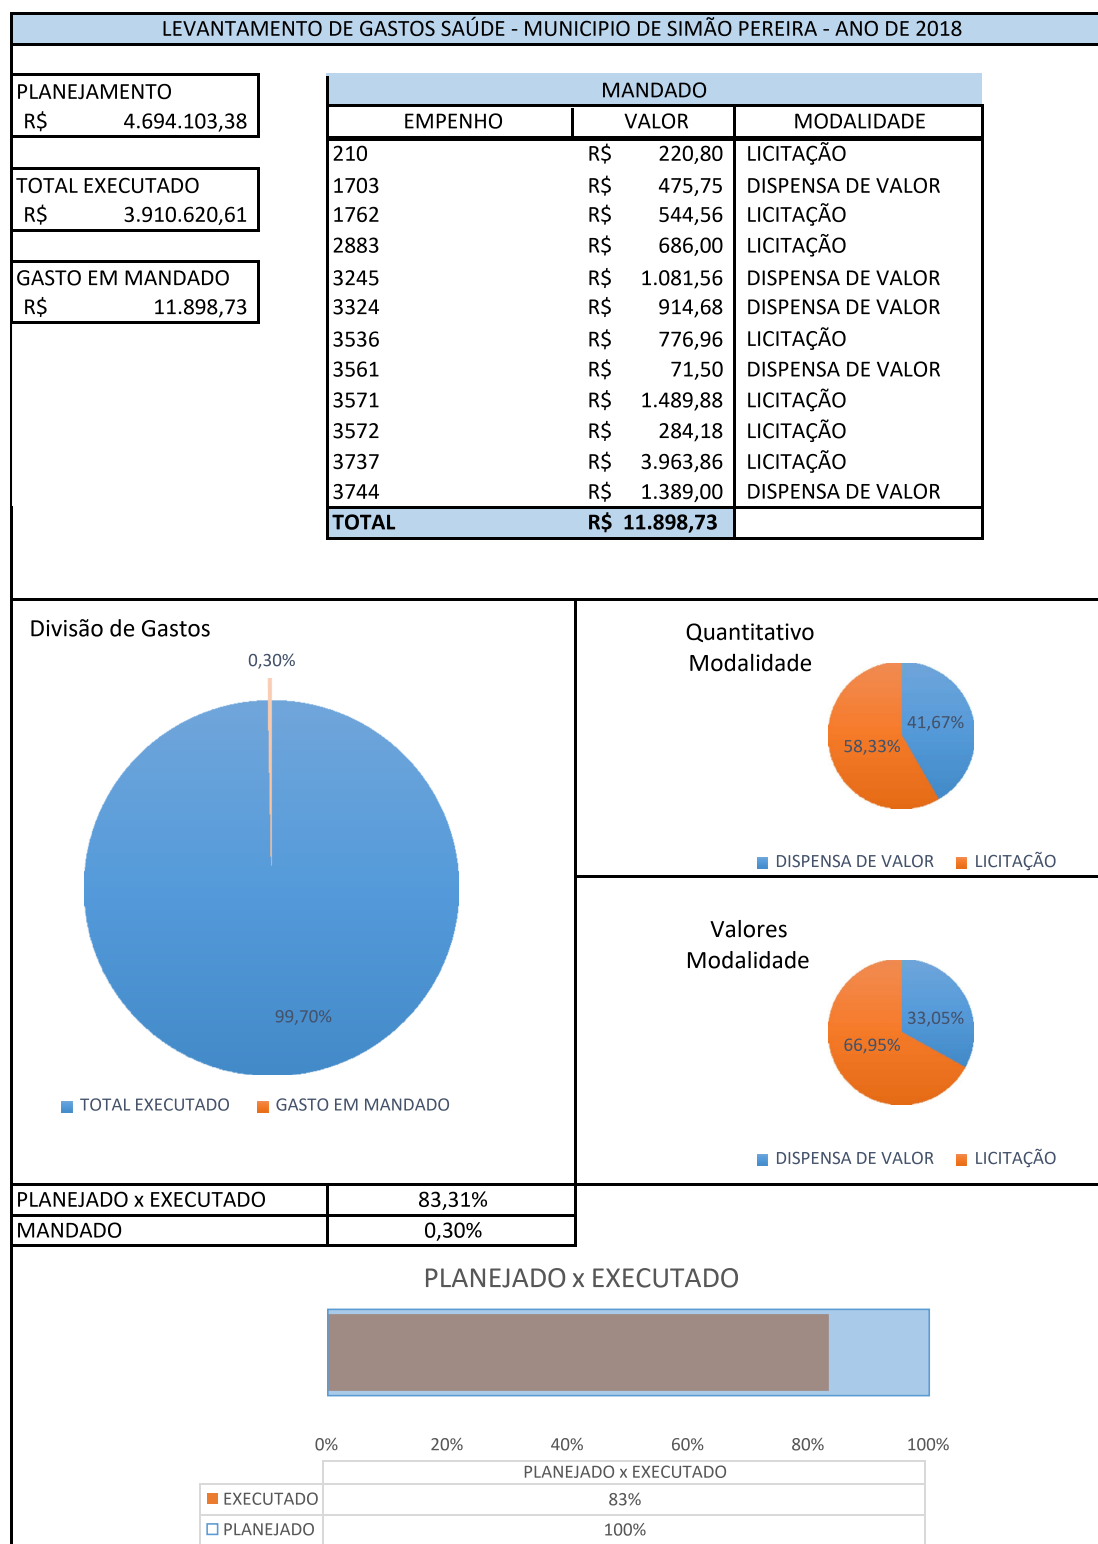 LEVANTAMENTO DE GASTOS SAÚDE - MUNICIPIO DE SIMÃO PEREIRA - ANO DE 2018
PLANEJAMENTO
R$ 4.694.103,38
TOTAL EXECUTADO
R$ 3.910.620,61
GASTO EM MANDADO
R$ 11.898,73
MANDADO
EMPENHO VALOR MODALIDADE
210 R$ 220,80 LICITAÇÃO
1703 R$ 475,75 DISPENSA DE VALOR
1762 R$ 544,56 LICITAÇÃO
2883 R$ 686,00 LICITAÇÃO
3245 R$ 1.081,56 DISPENSA DE VALOR
3324 R$ 914,68 DISPENSA DE VALOR
3536 R$ 776,96 LICITAÇÃO
3561 R$ 71,50 DISPENSA DE VALOR
3571 R$ 1.489,88 LICITAÇÃO
3572 R$ 284,18 LICITAÇÃO
3737 R$ 3.963,86 LICITAÇÃO
3744 R$ 1.389,00 DISPENSA DE VALOR
TOTAL R$ 11.898,73
Divisão de Gastos
0,30%
99,70%
TOTAL EXECUTADO GASTO EM MANDADO
Quantitativo
Modalidade
41,67%
58,33%
DISPENSA DE VALOR LICITAÇÃO
Valores
Modalidade
33,05%
66,95%
DISPENSA DE VALOR LICITAÇÃO
PLANEJADO x EXECUTADO 83,31%
MANDADO 0,30%
PLANEJADO x EXECUTADO
0% 20% 40% 60% 80% 100%
PLANEJADO x EXECUTADO
EXECUTADO 83%
PLANEJADO 100%